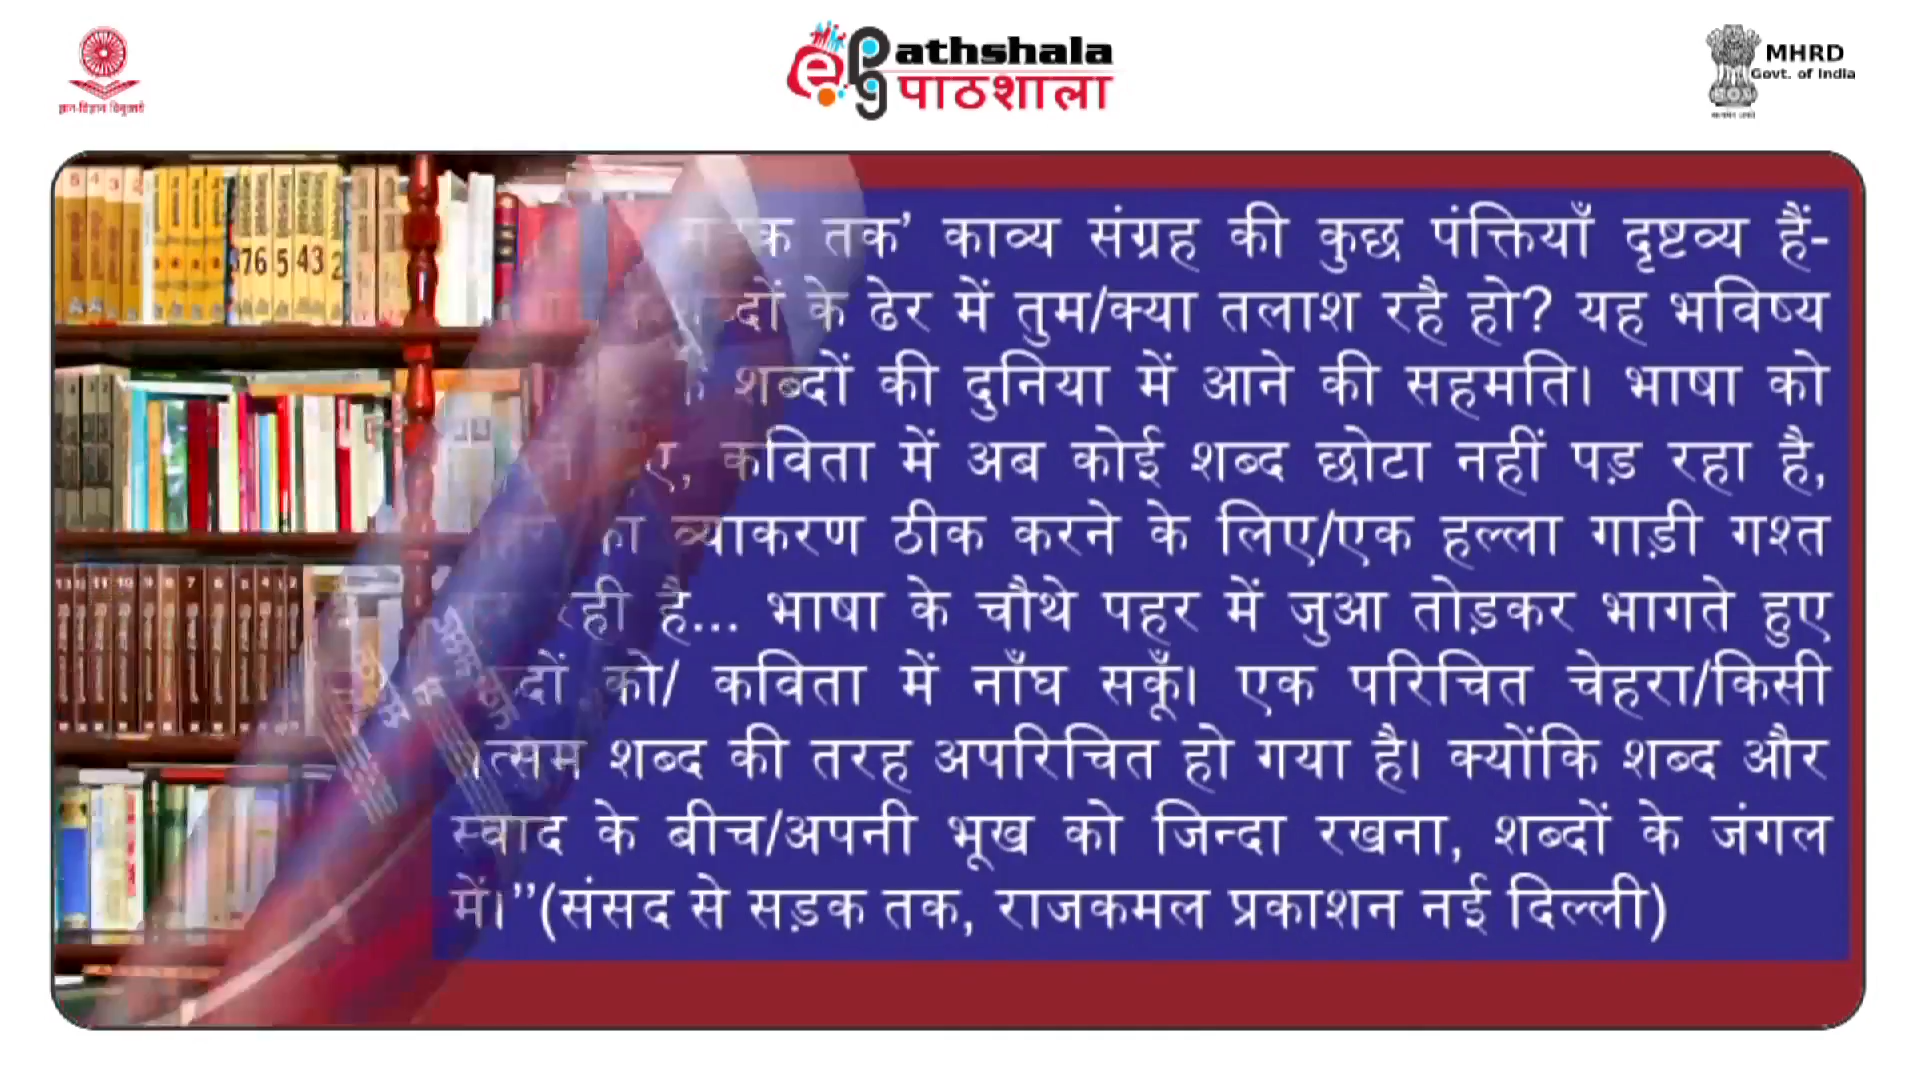 ज्ञान-विज्ञान विमुक्तये
ePG athshala
पाठशाला
MHRD
Govt. of India
तक’ काव्य संग्रह की कुछ पंक्तियाँ दृष्टव्य हैं-
के ढेर में तुम/क्या तलाश रहै हो? यह भविष्य
शब्दों की दुनिया में आने की सहमति। भाषा को
कविता में अब कोई शब्द छोटा नहीं पड़ रहा है,
व्याकरण ठीक करने के लिए/एक हल्ला गाड़ी गश्त
रही है... भाषा के चौथे पहर में जुआ तोड़कर भागते हुए
को/ कविता में नाँघ सकूँ। एक परिचित चेहरा/किसी
शब्द की तरह अपरिचित हो गया है। क्योंकि शब्द और
स्वाद के बीच/अपनी भूख को जिन्दा रखना, शब्दों के जंगल
में।”(संसद से सड़क तक, राजकमल प्रकाशन नई दिल्ली)